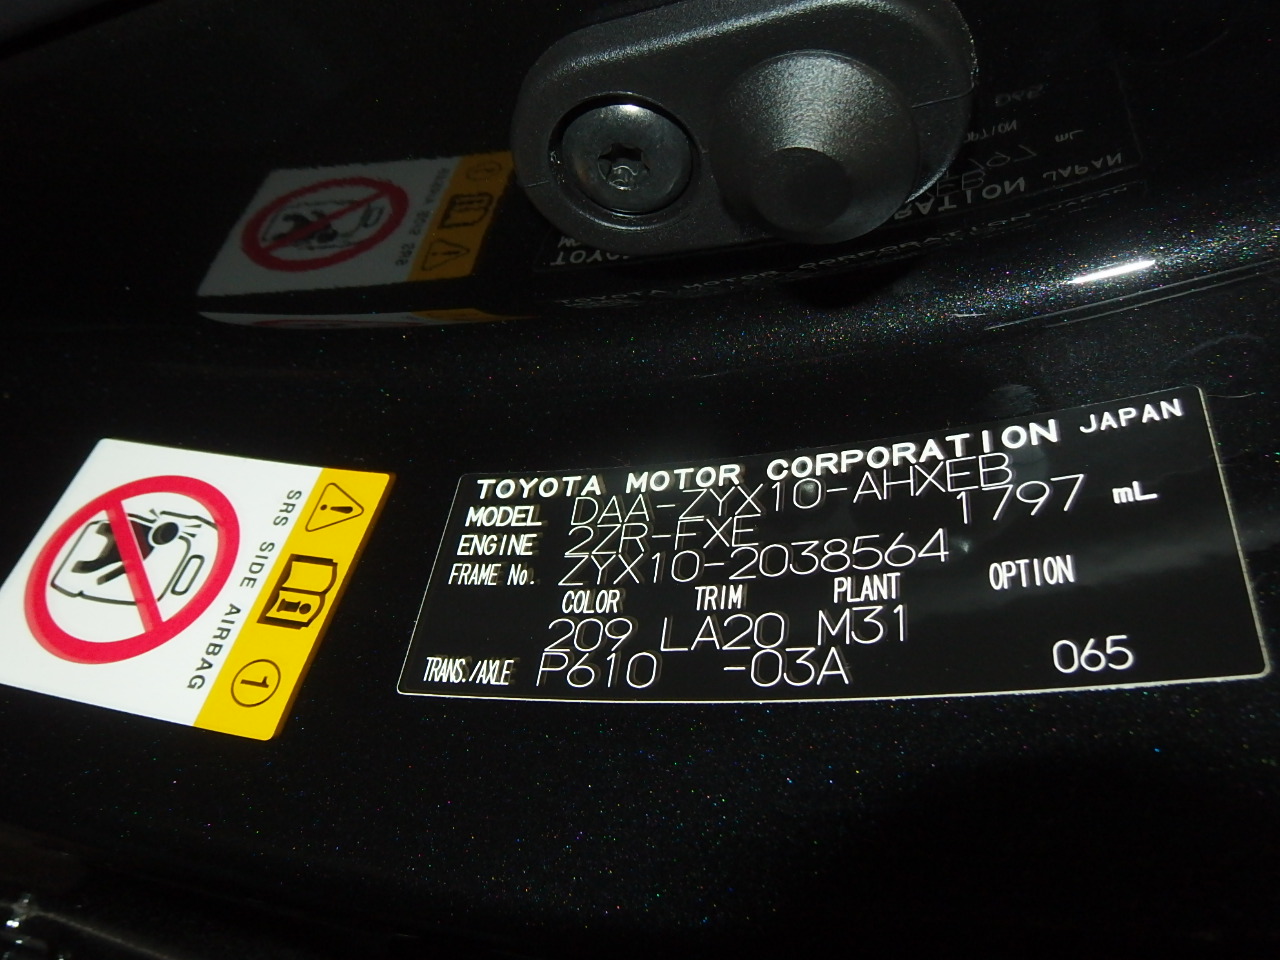 TOYOTA MOTOR CORPORATION JAPAN
MODEL DAA-ZYX10-AHXEB
ENGINE 2ZR-FXE 1797 mL
FRAME No. ZYX10-2038564
COLOR TRIM PLANT OPTION
209 LA20 M31
TRANS./AXLE P610 -03A 065
SRS SIDE AIRBAG
1